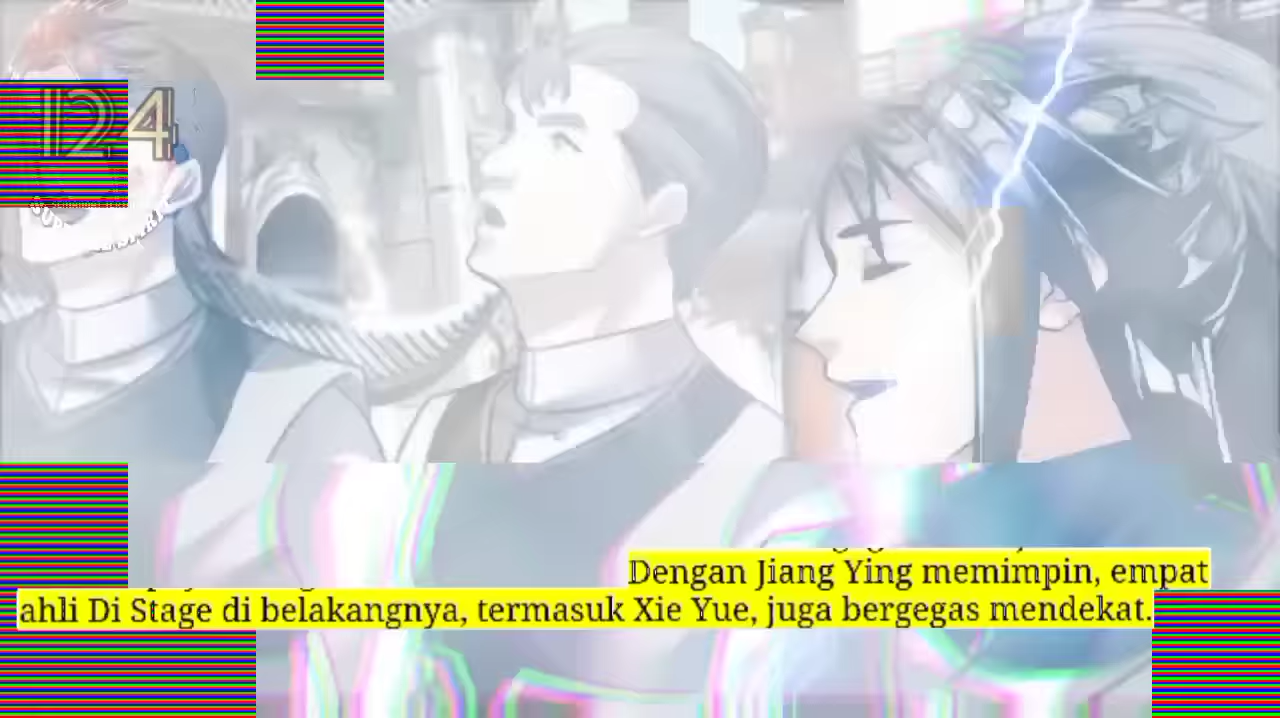 124
Dengan Jiang Ying memimpin, empat
ahli Di Stage di belakangnya, termasuk Xie Yue, juga bergegas mendekat.